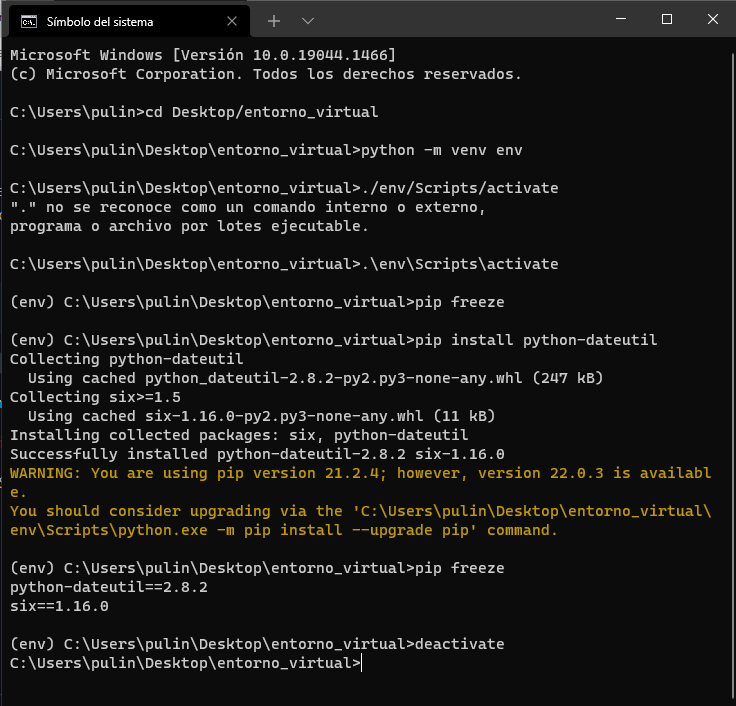 Símbolo del sistema
Microsoft Windows [Versión 10.0.19044.1466]
(c) Microsoft Corporation. Todos los derechos reservados.
C:\Users\pulin>cd Desktop/entorno_virtual
C:\Users\pulin\Desktop\entorno_virtual>python -m venv env
C:\Users\pulin\Desktop\entorno_virtual>./env/Scripts/activate
"." no se reconoce como un comando interno o externo,
programa o archivo por lotes ejecutable.
C:\Users\pulin\Desktop\entorno_virtual>.\env\Scripts\activate
(env) C:\Users\pulin\Desktop\entorno_virtual>pip freeze
(env) C:\Users\pulin\Desktop\entorno_virtual>pip install python-dateutil
Collecting python-dateutil
  Using cached python_dateutil-2.8.2-py2.py3-none-any.whl (247 kB)
Collecting six>=1.5
  Using cached six-1.16.0-py2.py3-none-any.whl (11 kB)
Installing collected packages: six, python-dateutil
Successfully installed python-dateutil-2.8.2 six-1.16.0
WARNING: You are using pip version 21.2.4; however, version 22.0.3 is availabl
e.
You should consider upgrading via the 'C:\Users\pulin\Desktop\entorno_virtual\
env\Scripts\python.exe -m pip install --upgrade pip' command.
(env) C:\Users\pulin\Desktop\entorno_virtual>pip freeze
python-dateutil==2.8.2
six==1.16.0
(env) C:\Users\pulin\Desktop\entorno_virtual>deactivate
C:\Users\pulin\Desktop\entorno_virtual>